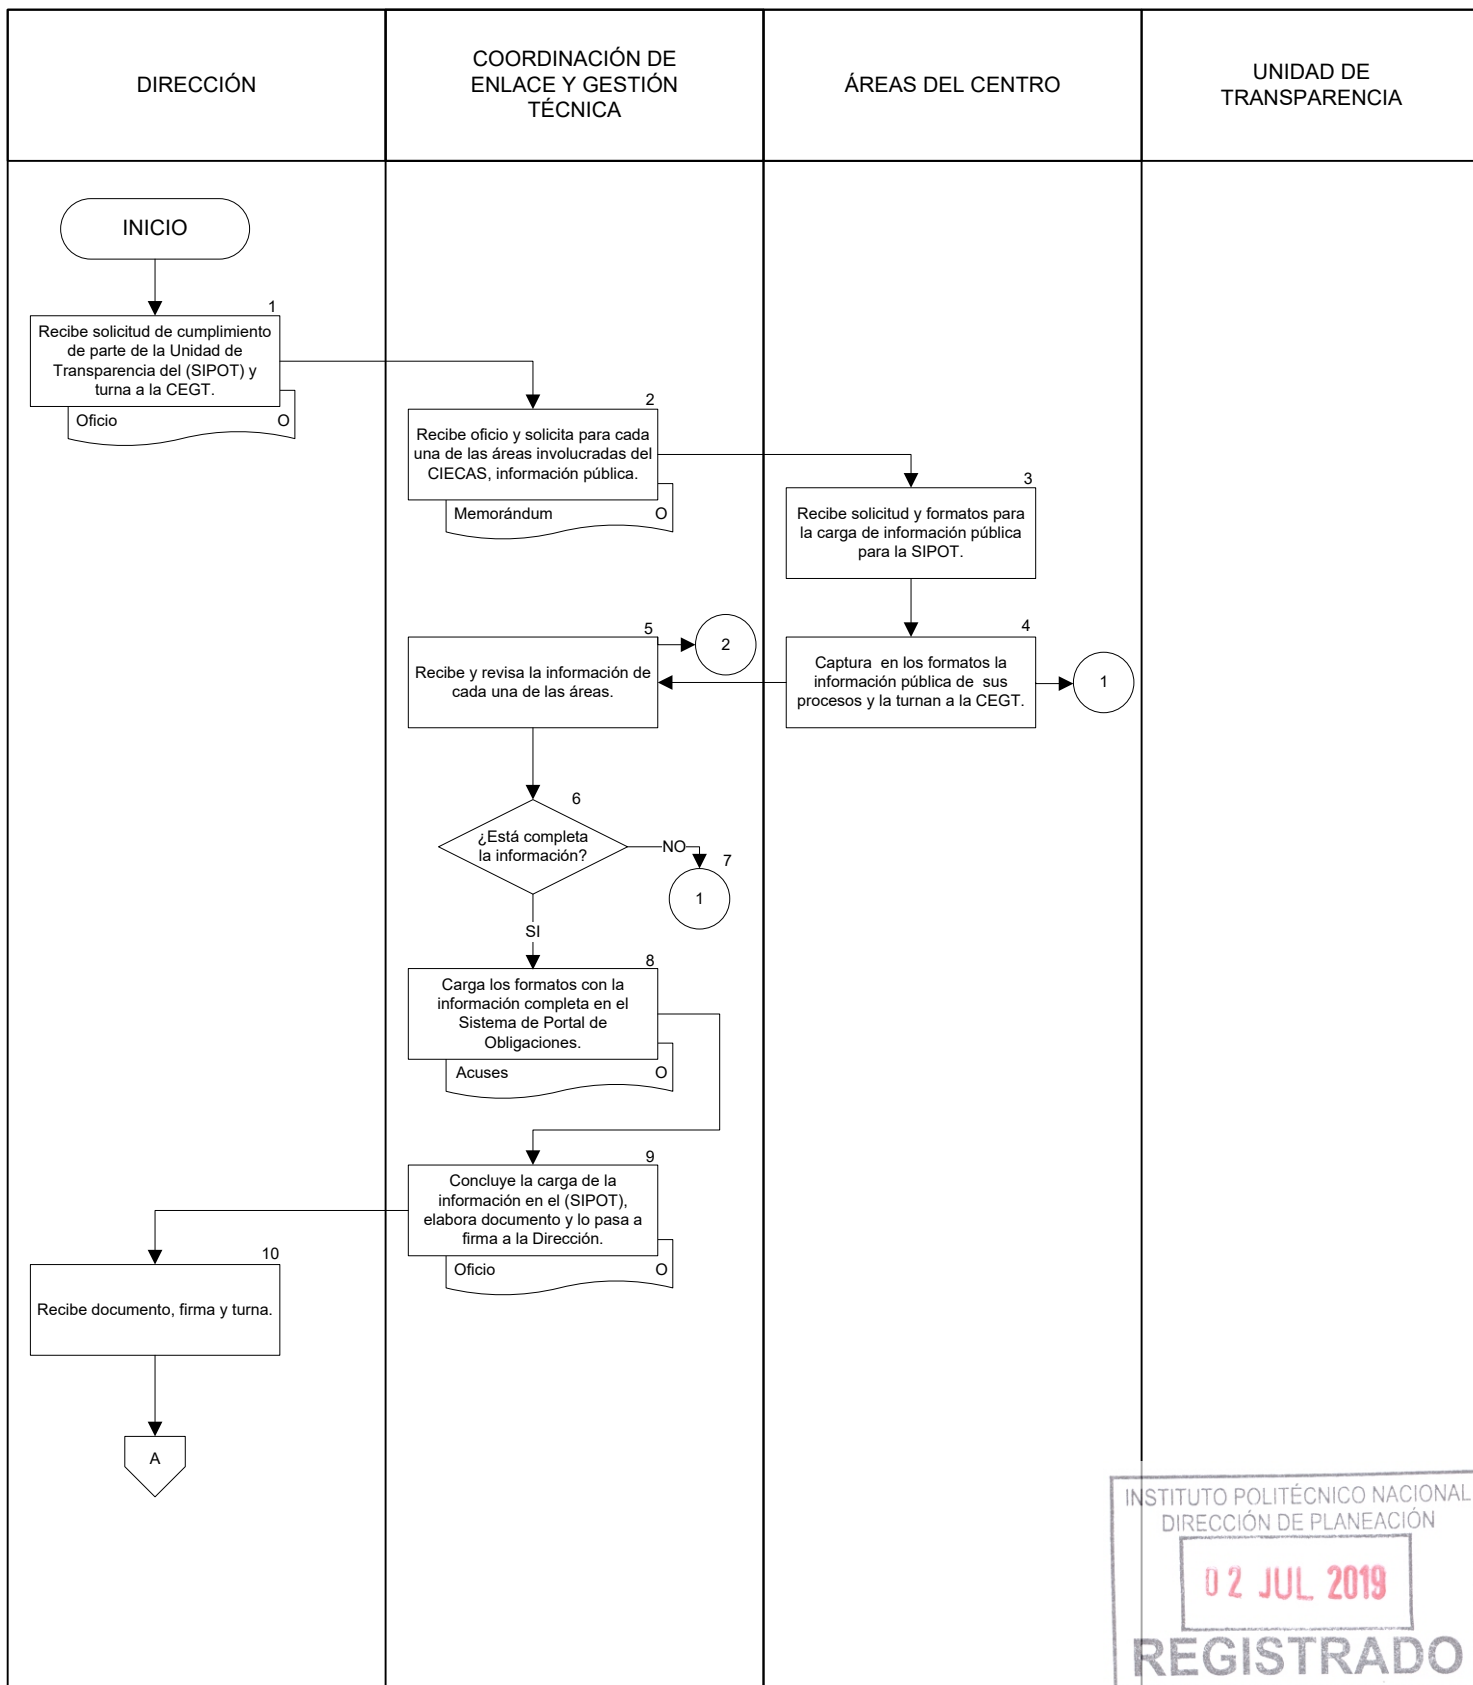 DIRECCIÓN
COORDINACIÓN DE
ENLACE Y GESTIÓN
TÉCNICA
ÁREAS DEL CENTRO
UNIDAD DE
TRANSPARENCIA
INICIO
1
Recibe solicitud de cumplimiento
de parte de la Unidad de
Transparencia del (SIPOT) y
turna a la CEGT.
Oficio O
2
Recibe oficio y solicita para cada
una de las áreas involucradas del
CIECAS, información pública.
Memorándum O
3
Recibe solicitud y formatos para
la carga de información pública
para la SIPOT.
4
Captura en los formatos la
información pública de sus
procesos y la turnan a la CEGT.
1
5
Recibe y revisa la información de
cada una de las áreas.
2
6
¿Está completa
la información?
NO
7
1
SI
8
Carga los formatos con la
información completa en el
Sistema de Portal de
Obligaciones.
Acuses O
9
Concluye la carga de la
información en el (SIPOT),
elabora documento y lo pasa a
firma a la Dirección.
Oficio O
10
Recibe documento, firma y turna.
A
INSTITUTO POLITÉCNICO NACIONAL
DIRECCIÓN DE PLANEACIÓN
02 JUL 2019
REGISTRADO